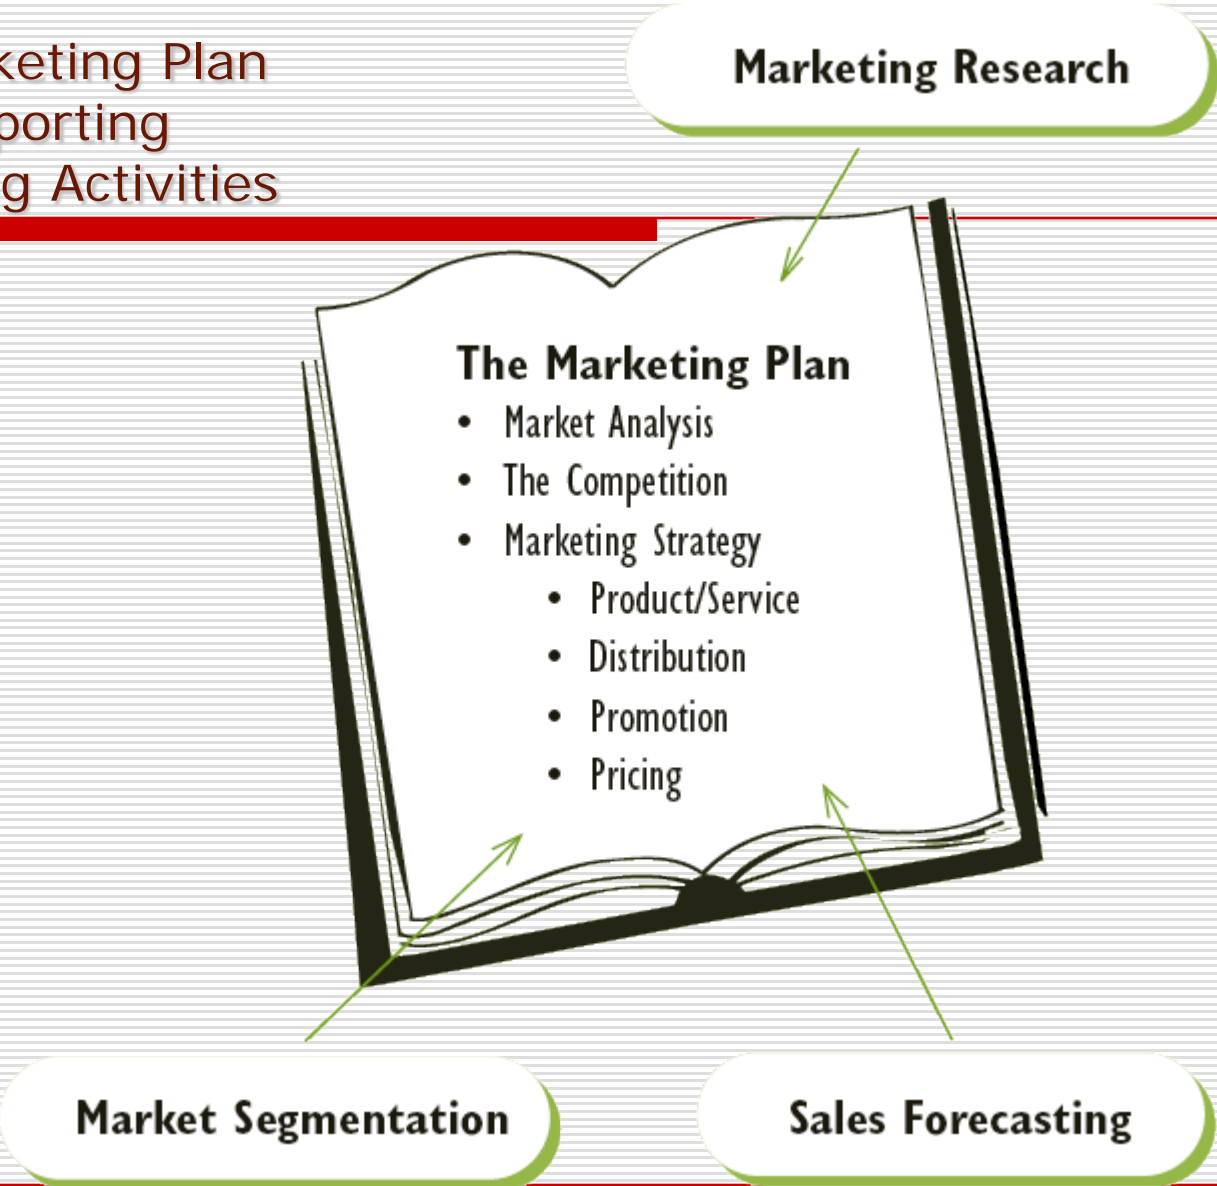 keting Plan
porting
g Activities
Marketing Research
The Marketing Plan
• Market Analysis
• The Competition
• Marketing Strategy
• Product/Service
• Distribution
• Promotion
• Pricing
Market Segmentation
Sales Forecasting